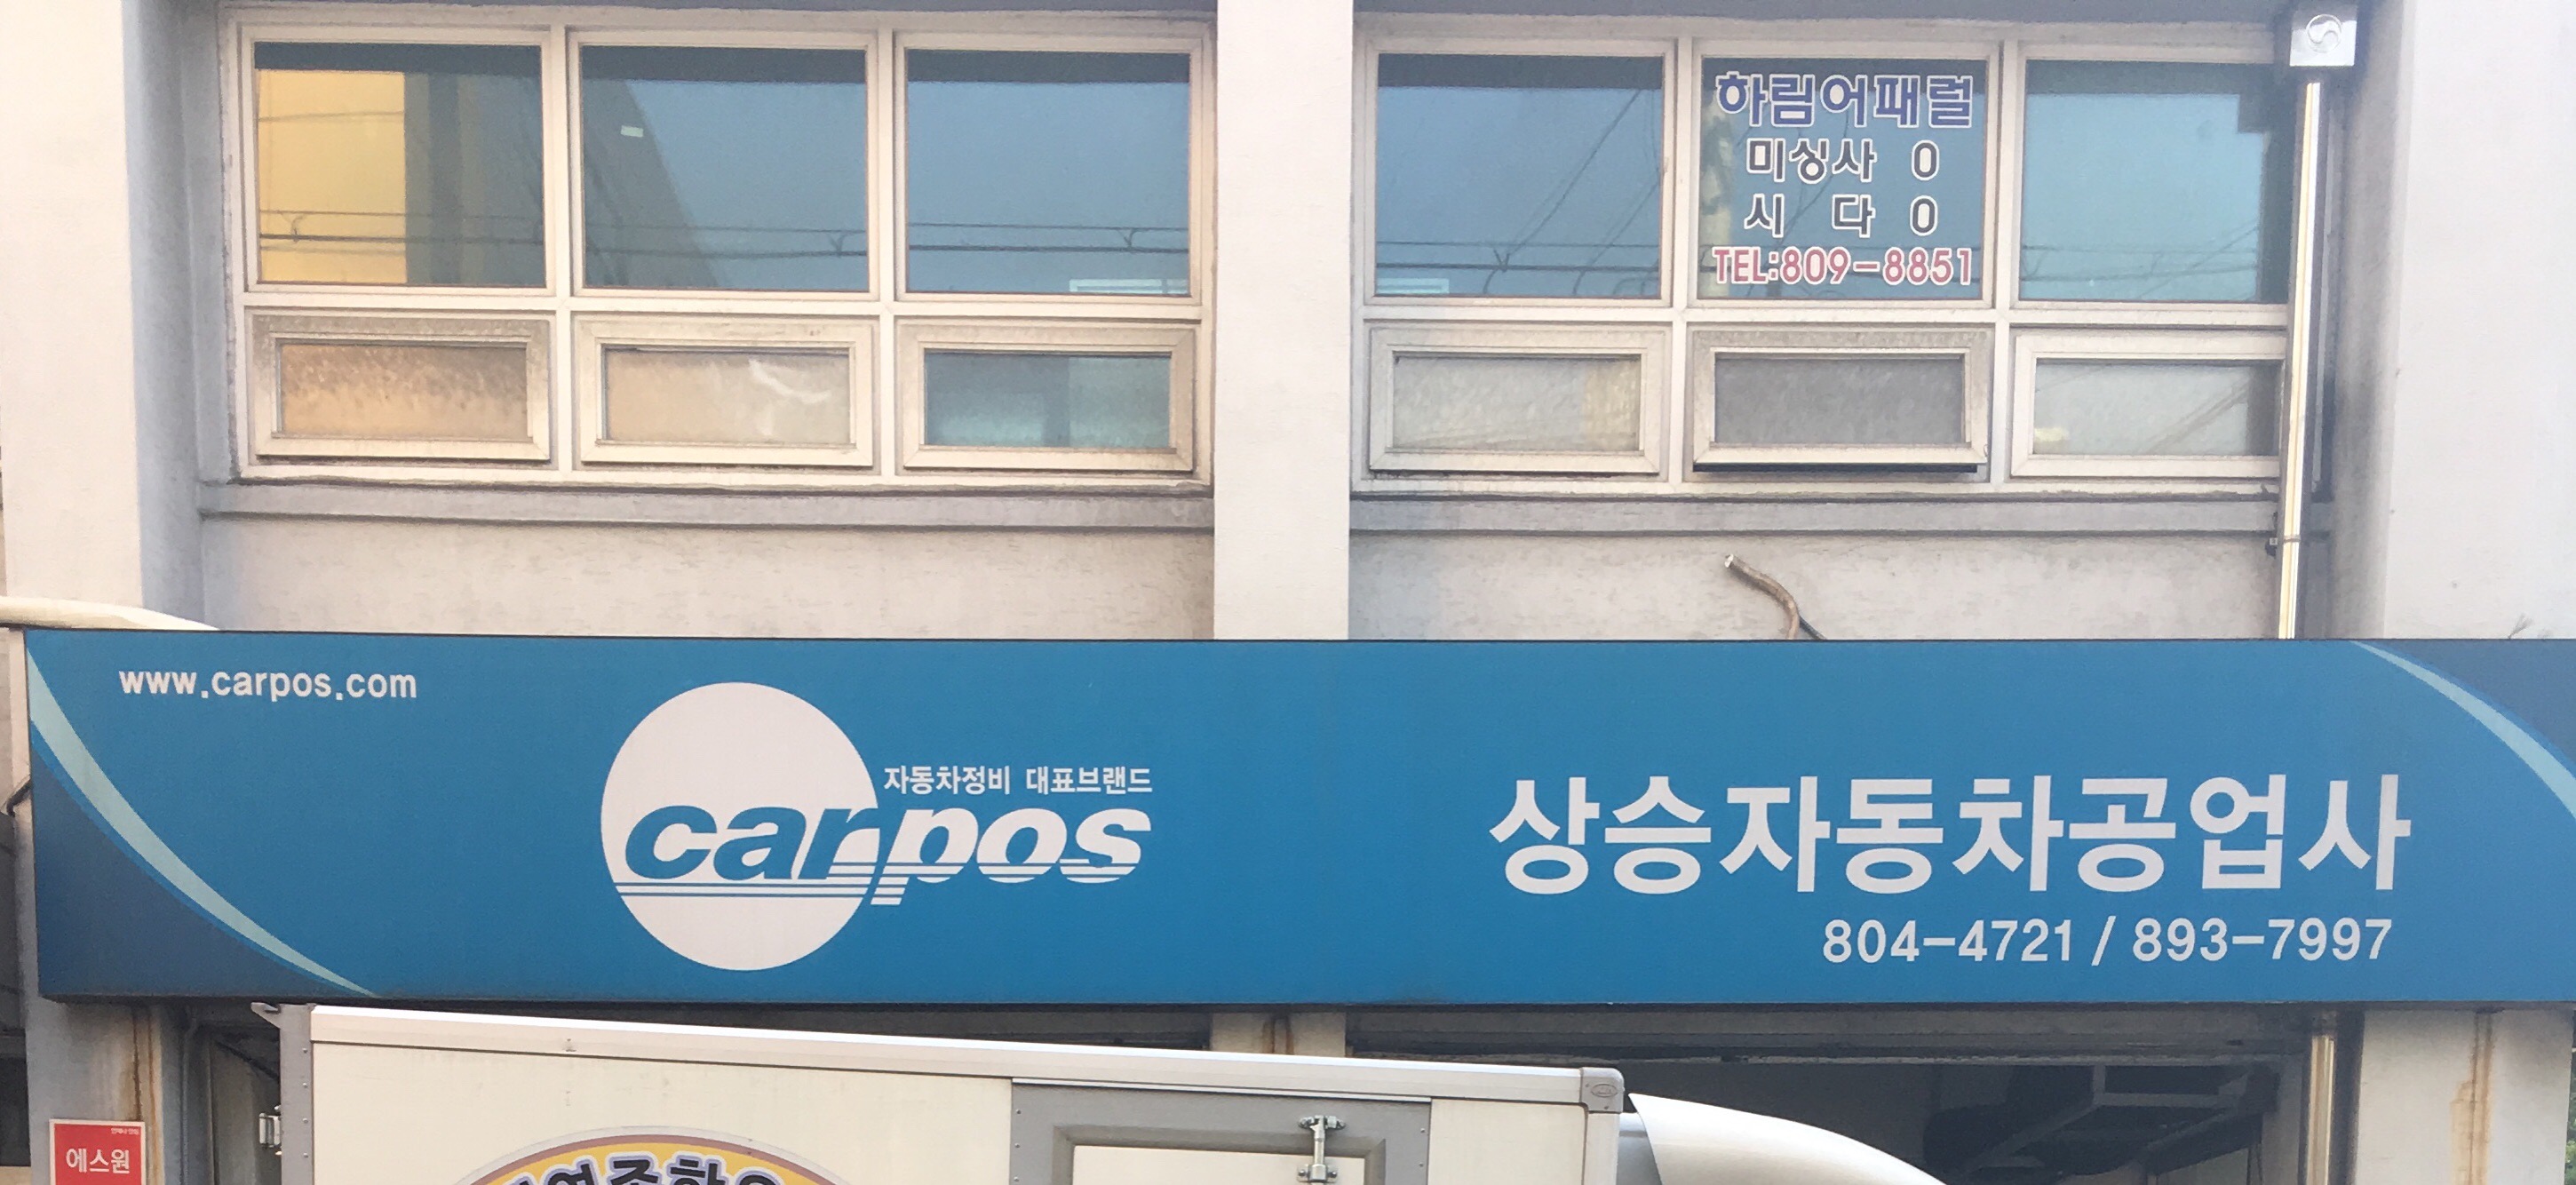 하림어패럴
미싱사 0
시 다 0
TEL:809-8851
www.carpos.com
자동차정비 대표브랜드
carpos
상승자동차공업사
804-4721 / 893-7997
에스원